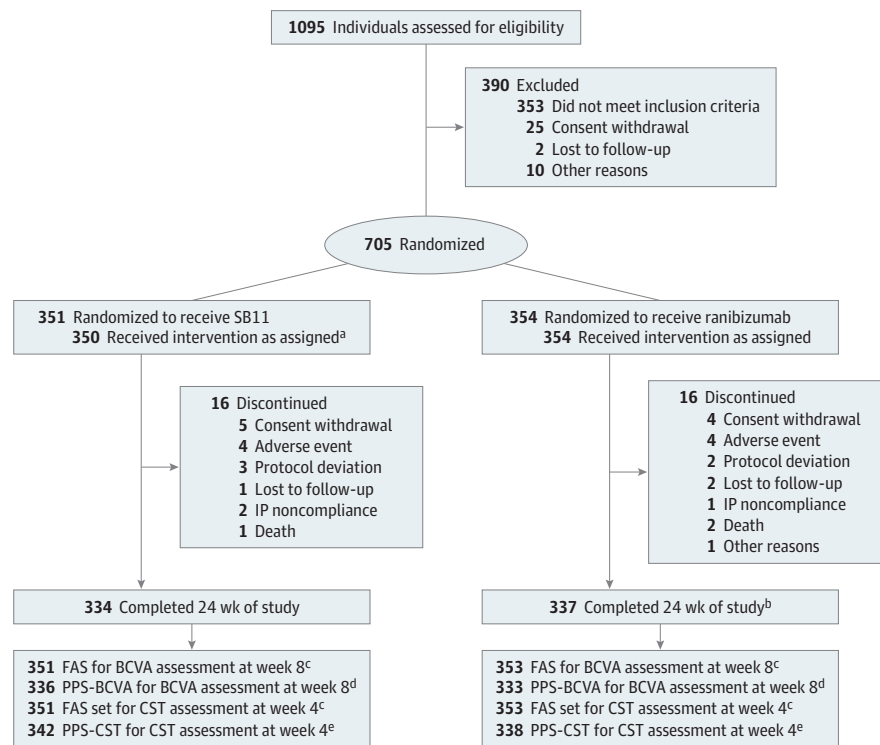 1095 Individuals assessed for eligibility
390 Excluded
353 Did not meet inclusion criteria
25 Consent withdrawal
2 Lost to follow-up
10 Other reasons
705 Randomized
351 Randomized to receive SB11
350 Received intervention as assignedᵃ
354 Randomized to receive ranibizumab
354 Received intervention as assigned
16 Discontinued
5 Consent withdrawal
4 Adverse event
3 Protocol deviation
1 Lost to follow-up
2 IP noncompliance
1 Death
16 Discontinued
4 Consent withdrawal
4 Adverse event
2 Protocol deviation
2 Lost to follow-up
1 IP noncompliance
2 Death
1 Other reasons
334 Completed 24 wk of study
337 Completed 24 wk of studyᵇ
351 FAS for BCVA assessment at week 8ᶜ
336 PPS-BCVA for BCVA assessment at week 8ᵈ
351 FAS set for CST assessment at week 4ᶜ
342 PPS-CST for CST assessment at week 4ᵉ
353 FAS for BCVA assessment at week 8ᶜ
333 PPS-BCVA for BCVA assessment at week 8ᵈ
353 FAS set for CST assessment at week 4ᶜ
338 PPS-CST for CST assessment at week 4ᵉ